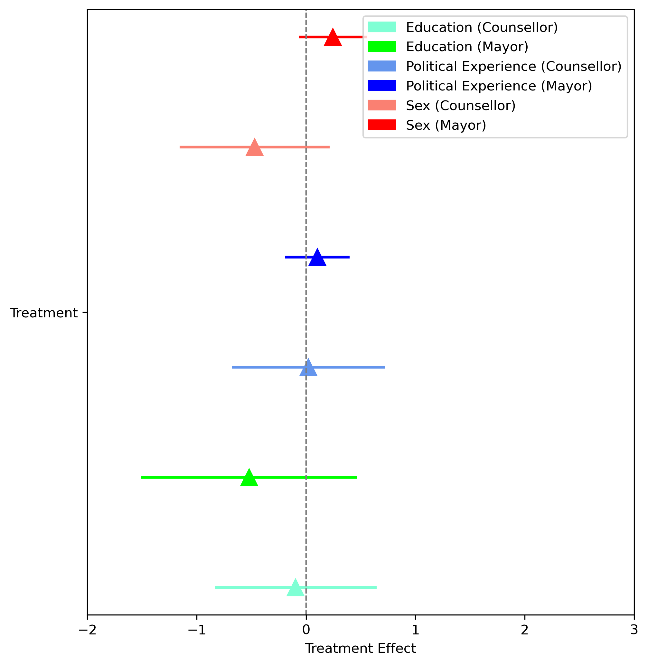 Education (Counsellor)
Education (Mayor)
Political Experience (Counsellor)
Political Experience (Mayor)
Sex (Counsellor)
Sex (Mayor)
Treatment
−2
−1
0
1
2
3
Treatment Effect